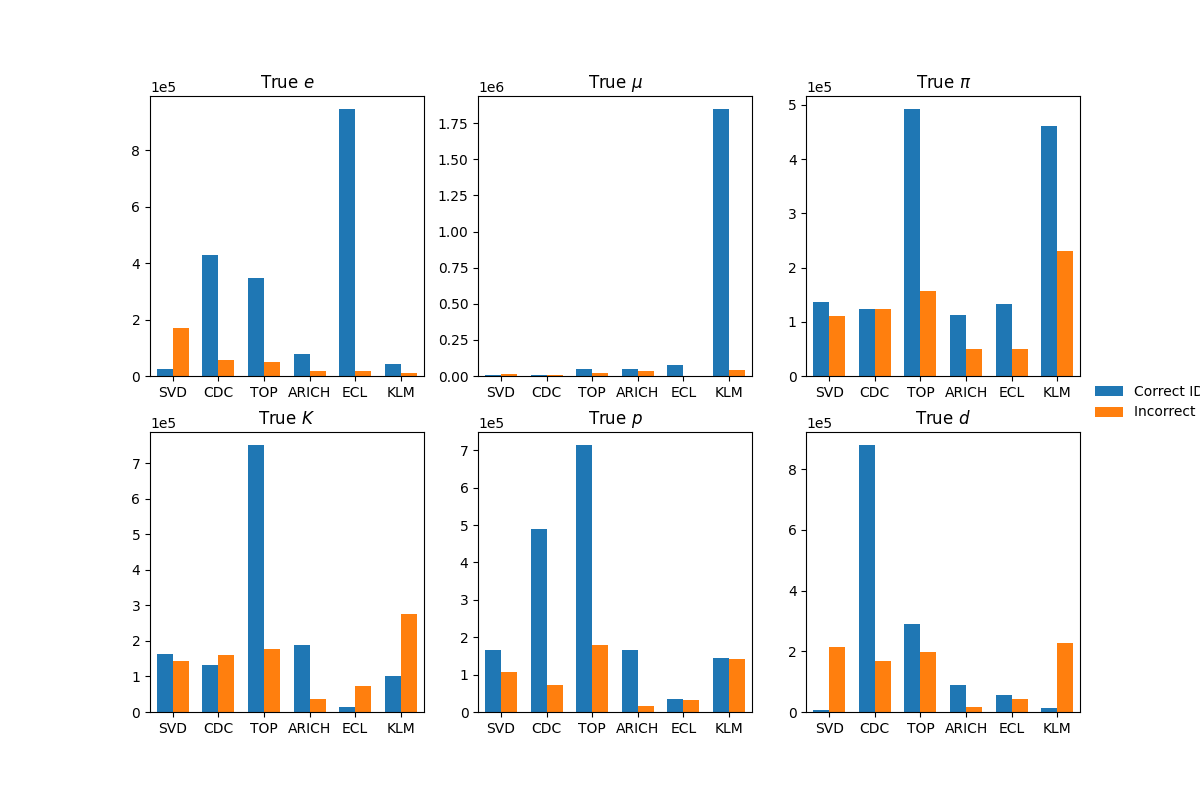 True e
1e5
8
6
4
2
0
SVD CDC TOP ARICH ECL KLM
True μ
1e6
1.75
1.50
1.25
1.00
0.75
0.50
0.25
0.00
SVD CDC TOP ARICH ECL KLM
True π
1e5
5
4
3
2
1
0
SVD CDC TOP ARICH ECL KLM
Correct ID
Incorrect
True K
1e5
7
6
5
4
3
2
1
0
SVD CDC TOP ARICH ECL KLM
True p
1e5
7
6
5
4
3
2
1
0
SVD CDC TOP ARICH ECL KLM
True d
1e5
8
6
4
2
0
SVD CDC TOP ARICH ECL KLM